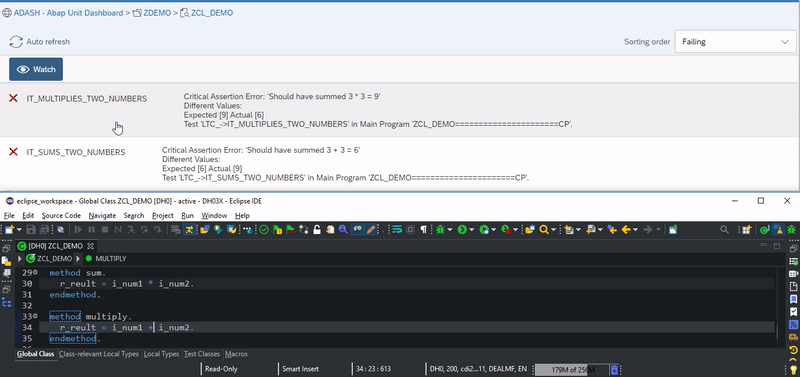 ADASH - Abap Unit Dashboard > ZDEMO > ZCL_DEMO
Auto refresh
Sorting order Failing
Watch
IT_MULTIPLIES_TWO_NUMBERS
Critical Assertion Error: 'Should have summed 3 * 3 = 9'
Different Values:
Expected [9] Actual [6]
Test 'LTC_->IT_MULTIPLIES_TWO_NUMBERS' in Main Program 'ZCL_DEMO======================CP'.
IT_SUMS_TWO_NUMBERS
Critical Assertion Error: 'Should have summed 3 + 3 = 6'
Different Values:
Expected [6] Actual [9]
Test 'LTC_->IT_SUMS_TWO_NUMBERS' in Main Program 'ZCL_DEMO======================CP'.
eclipse_workspace - Global Class ZCL_DEMO [DH0] - active - DH03X - Eclipse IDE
File Edit Source Code Navigate Search Project Run Window Help
[DH0] ZCL_DEMO
ZCL_DEMO MULTIPLY
29 method sum.
30 r_reult = i_num1 * i_num2.
31 endmethod.
32
33 method multiply.
34 r_reult = i_num1 + i_num2.
35 endmethod.
Global Class Class-relevant Local Types Local Types Test Classes Macros
Read-Only Smart Insert 34 : 23 : 613 DH0, 200, cdi2...11, DEALMF, EN 179M of 256M